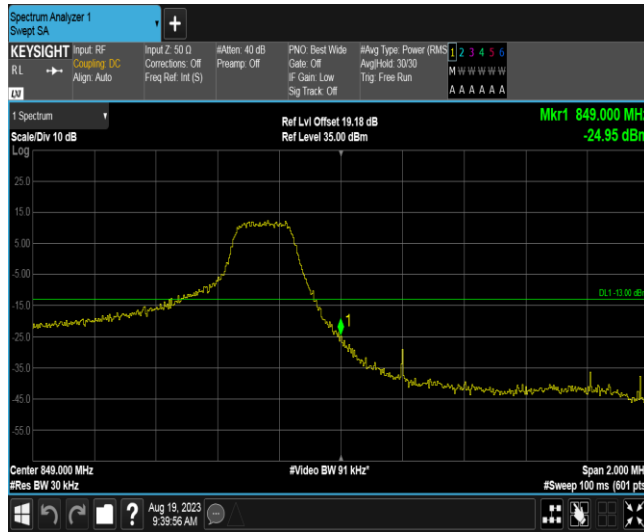 Spectrum Analyzer 1
Swept SA
+
KEYSIGHT
RL
LXI
Input: RF
Coupling: DC
Align: Auto
Input Z: 50 Ω
Corrections: Off
Freq Ref: Int (S)
#Atten: 40 dB
Preamp: Off
PNO: Best Wide
Gate: Off
IF Gain: Low
Sig Track: Off
#Avg Type: Power (RMS
Avg|Hold: 30/30
Trig: Free Run
1 2 3 4 5 6
M W W W W W
A A A A A A
1 Spectrum
Scale/Div 10 dB
Log
Ref Lvl Offset 19.18 dB
Ref Level 35.00 dBm
Mkr1 849.000 MHz
-24.95 dBm
25.0
15.0
5.00
-5.00
-15.0
-25.0
-35.0
-45.0
-55.0
DL1 -13.00 dBm
1
Center 849.000 MHz
#Res BW 30 kHz
#Video BW 91 kHz*
Span 2.000 MHz
#Sweep 100 ms (601 pts)
?
Aug 19, 2023
9:39:56 AM